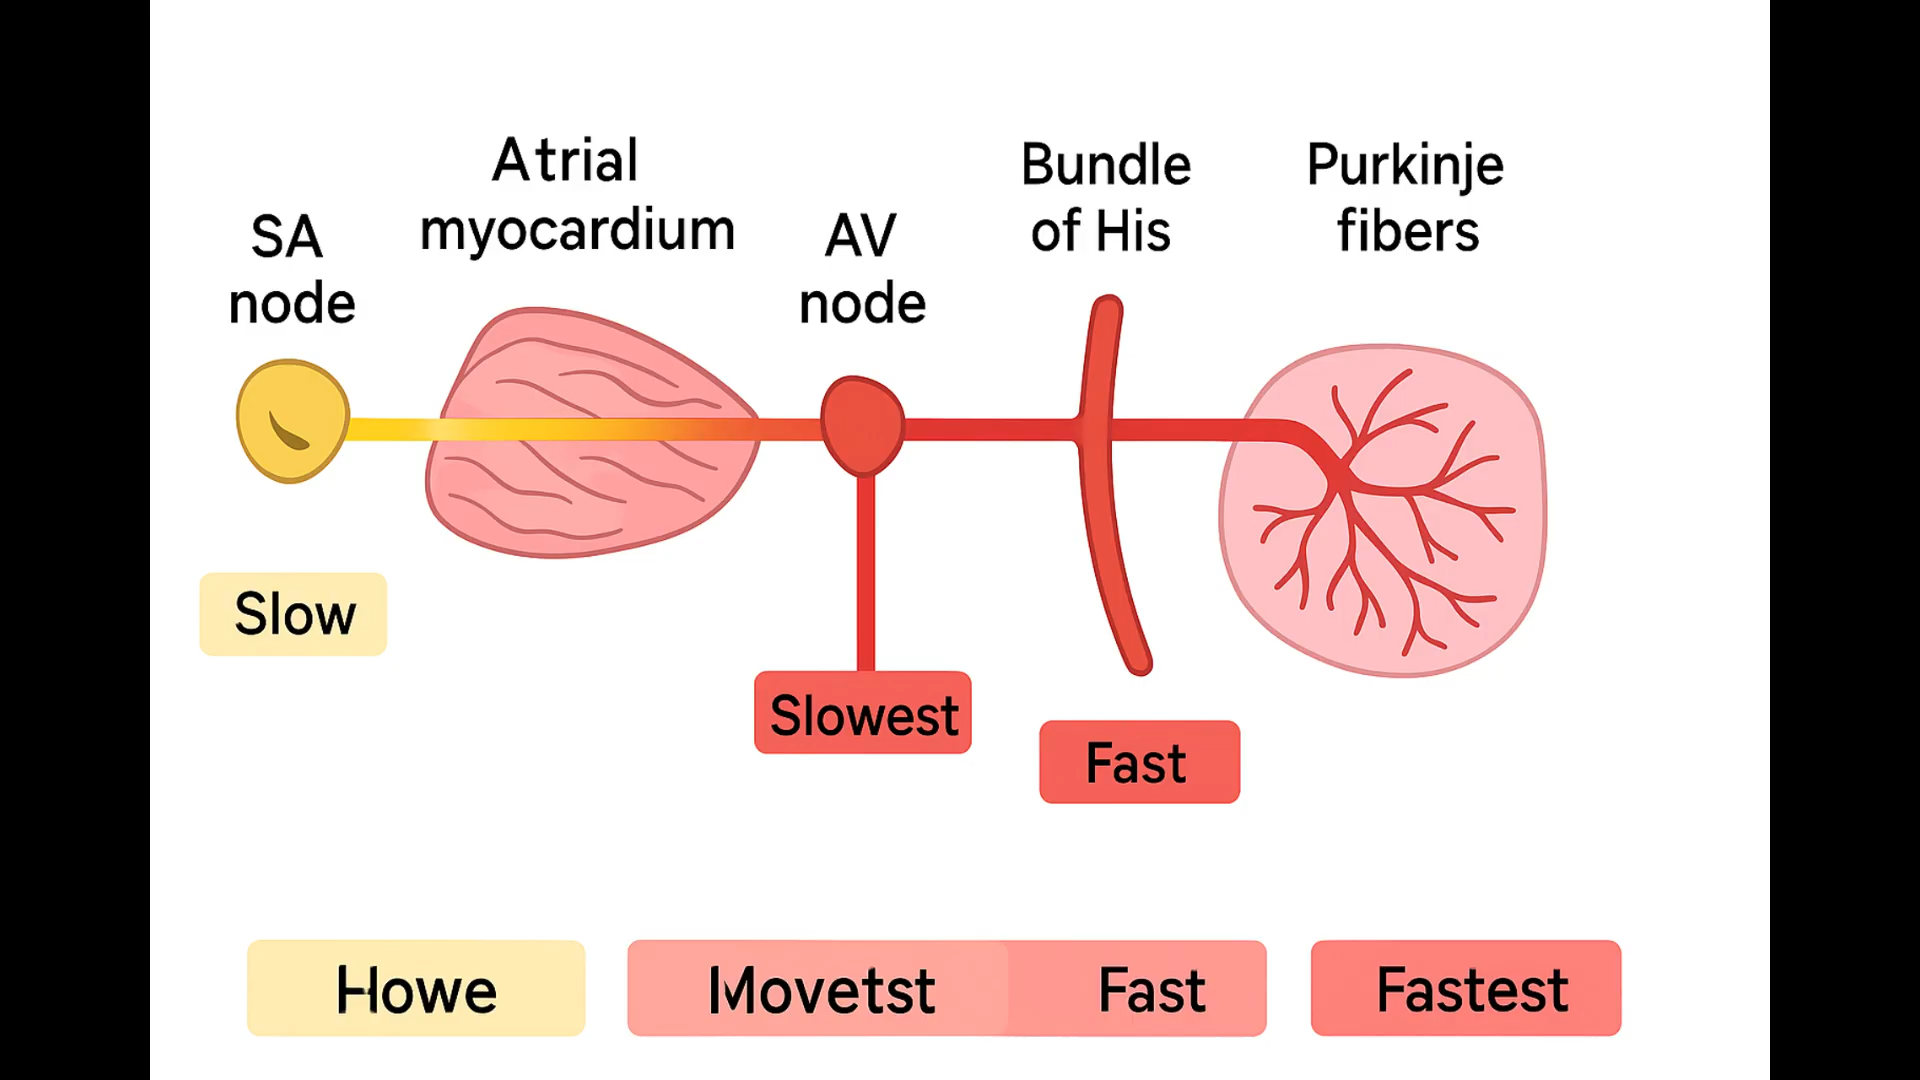 SA
node
Atrial
myocardium
AV
node
Bundle
of His
Purkinje
fibers
Slow
Slowest
Fast
Howe
Movetst
Fast
Fastest